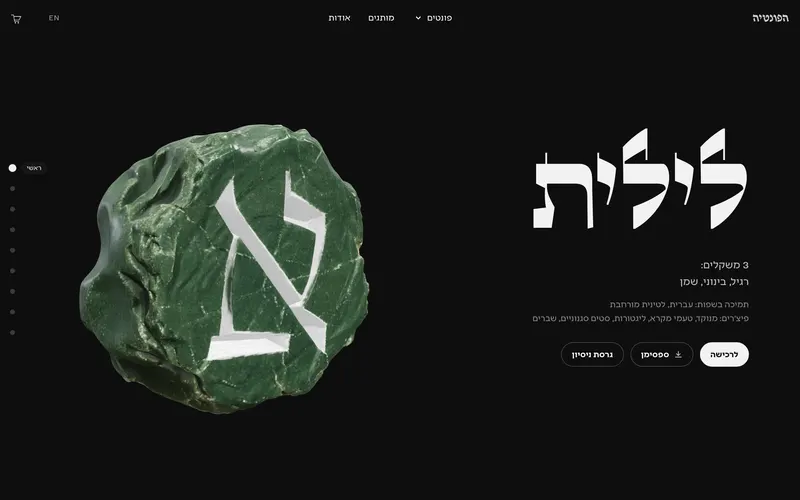 הפונטיה
פונטים
מותגים
אודות
EN
ראשי
לילית
3 משקלים:
רגיל, בינוני, שמן
תמיכה בשפות: עברית, לטינית מורחבת
פיצ׳רים: מנוקד, טעמי מקרא, ליגטורות, סטים סגנוניים, שברים
לרכישה
ספסימן
גרסת ניסיון
א